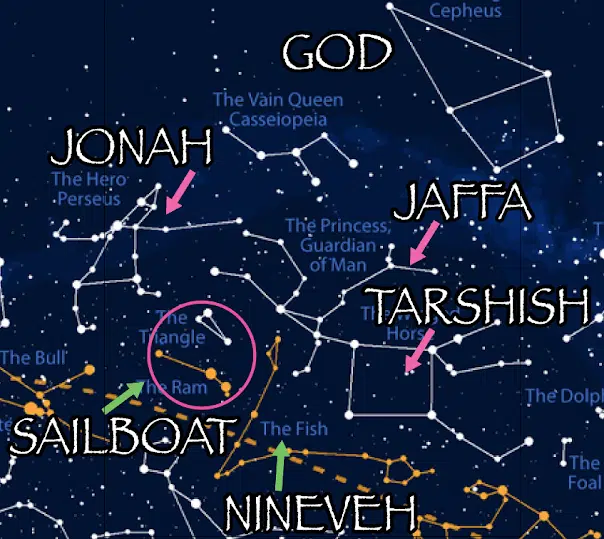 Cepheus
GOD
The Vain Queen
Casseiopeia
JONAH
The Hero
Perseus
JAFFA
The Princess,
Guardian
of Man
TARSHISH
The
Hors
The
Triangle
The Bull
The Ram
The Dolph
SAILBOAT
The Fish
The
Foal
NINEVEH